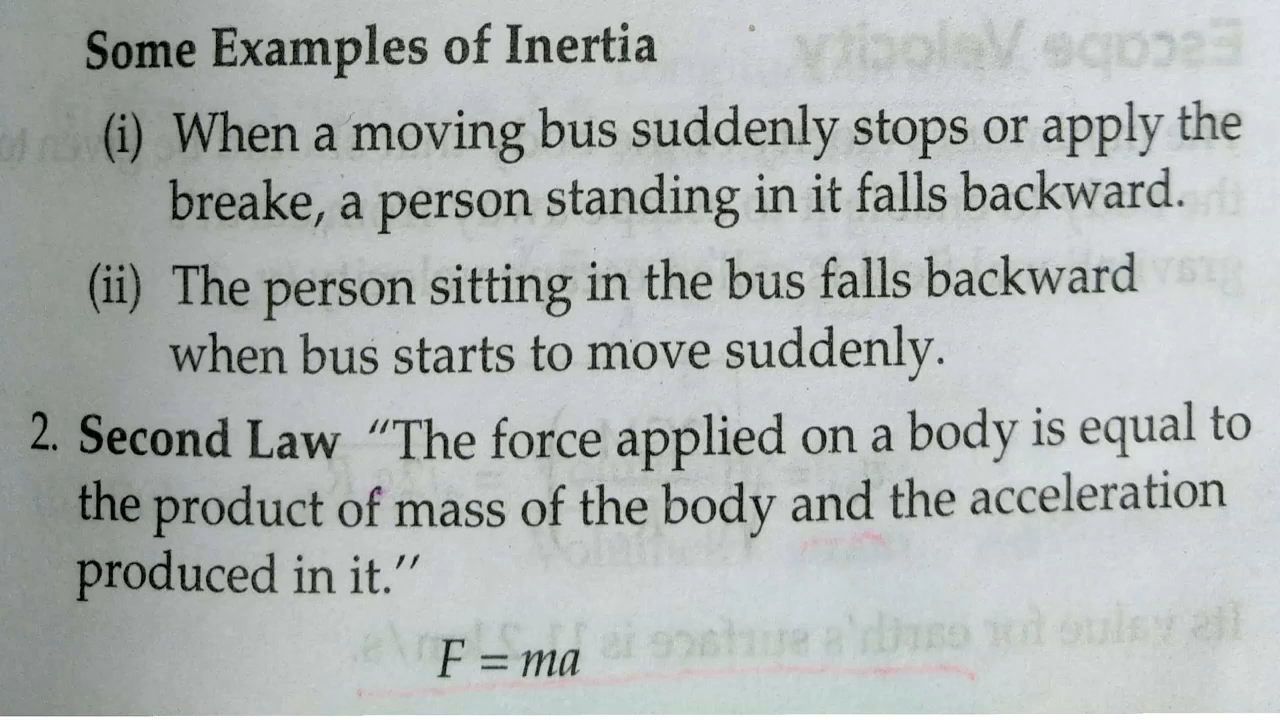 Some Examples of Inertia
(i) When a moving bus suddenly stops or apply the
breake, a person standing in it falls backward.
(ii) The person sitting in the bus falls backward
when bus starts to move suddenly.
2. Second Law "The force applied on a body is equal to
the product of mass of the body and the acceleration
produced in it."
F = ma